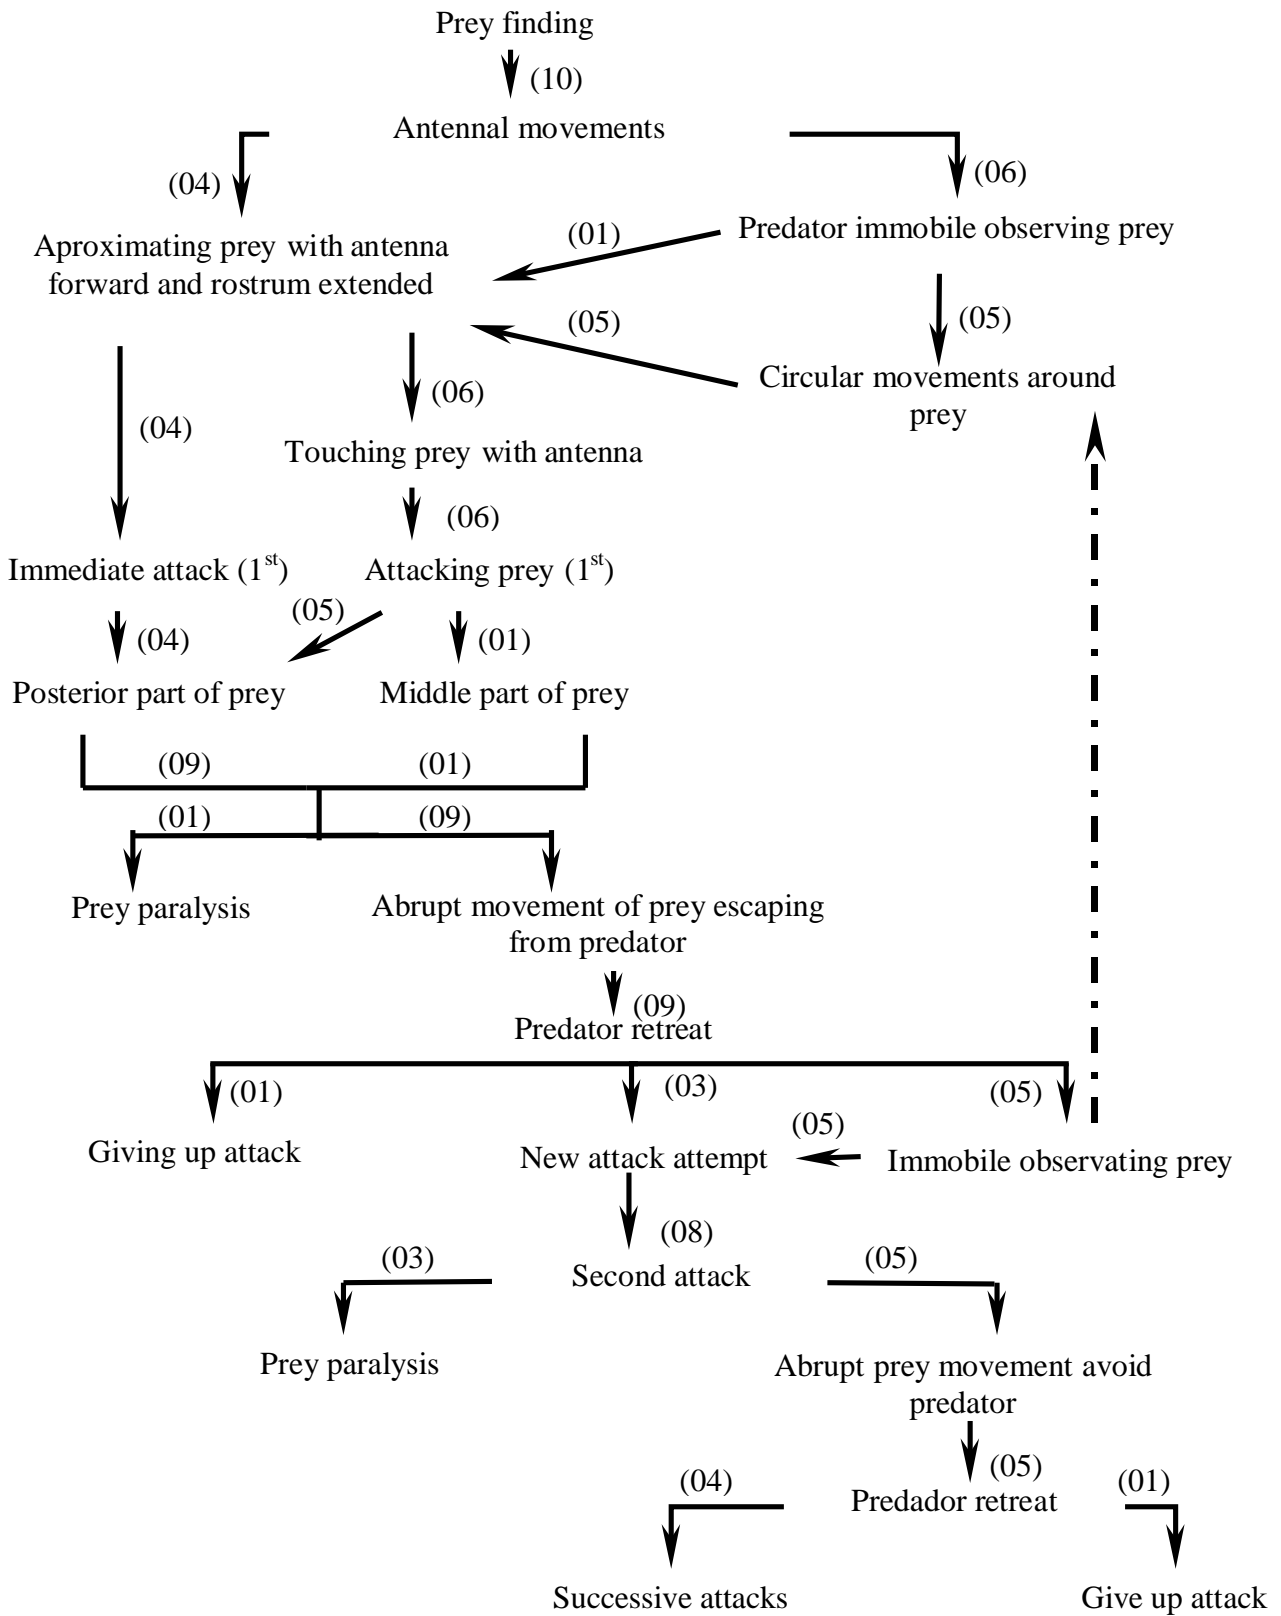 Prey finding
(10)
Antennal movements
(04)
(06)
Aproximating prey with antenna
forward and rostrum extended
(01)
Predator immobile observing prey
(05)
(05)
Circular movements around
prey
(06)
(04)
Touching prey with antenna
(06)
Immediate attack (1st)
Attacking prey (1st)
(05)
(04)
(01)
Posterior part of prey
Middle part of prey
(09)
(01)
(01)
(09)
Prey paralysis
Abrupt movement of prey escaping
from predator
(09)
Predator retreat
(01)
(03)
(05)
Giving up attack
New attack attempt
(05)
Immobile observating prey
(08)
(03)
Second attack
(05)
Prey paralysis
Abrupt prey movement avoid
predator
(05)
(04)
Predador retreat
(01)
Successive attacks
Give up attack